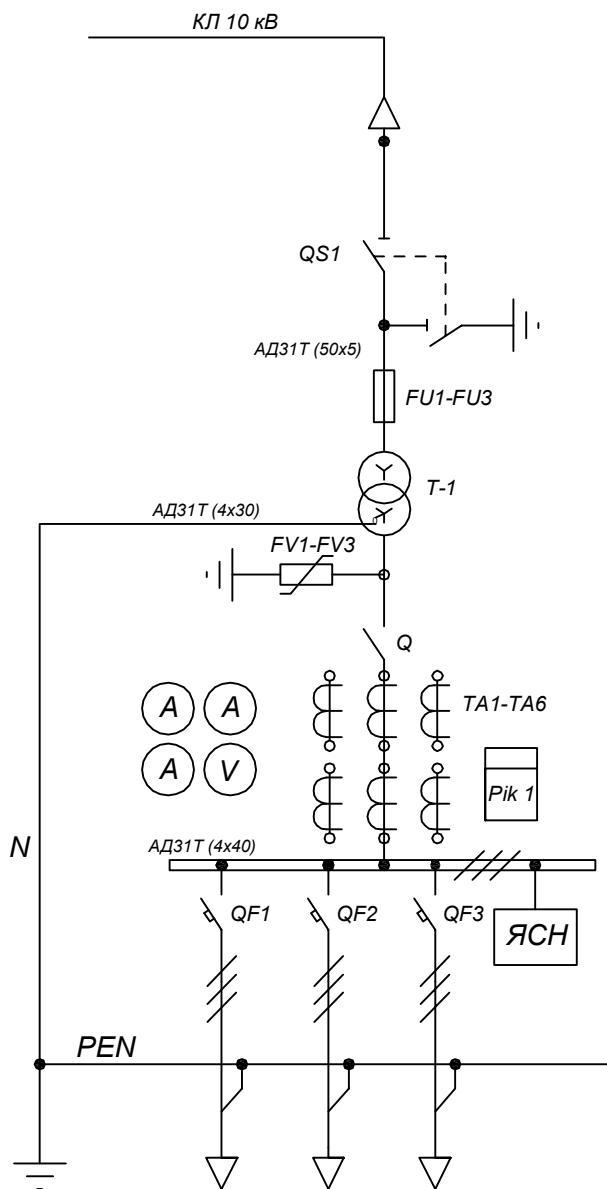 КЛ 10 кВ
QS1
АД31Т (50х5)
FU1-FU3
T-1
АД31Т (4х30)
FV1-FV3
Q
A A
TA1-TA6
A V
Pik 1
N
АД31Т (4х40)
QF1 QF2 QF3
ЯСН
PEN